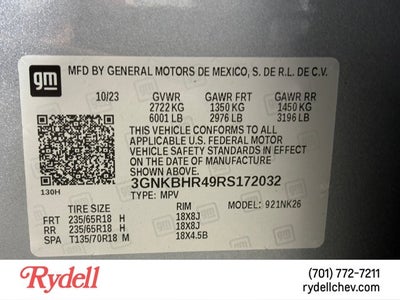 gm
MFD BY GENERAL MOTORS DE MEXICO, S. DE R.L. DE C.V.
10/23 GVWR GAWR FRT GAWR RR
2722 KG 1350 KG 1450 KG
6001 LB 2976 LB 3196 LB
THIS VEHICLE CONFORMS TO ALL
APPLICABLE U.S. FEDERAL MOTOR
VEHICLE SAFETY AND THEFT PREVENTION
STANDARDS IN EFFECT ON THE DATE OF
MANUFACTURE SHOWN ABOVE.
3GNKBHR49RS172032
130H TYPE: MPV MODEL: 921NK26
TIRE SIZE RIM
FRT 235/65R18 H 18X8J
RR 235/65R18 H 18X8J
SPA T135/70R18 M 18X4.5B
Rydell (701) 772-7211
rydellchev.com